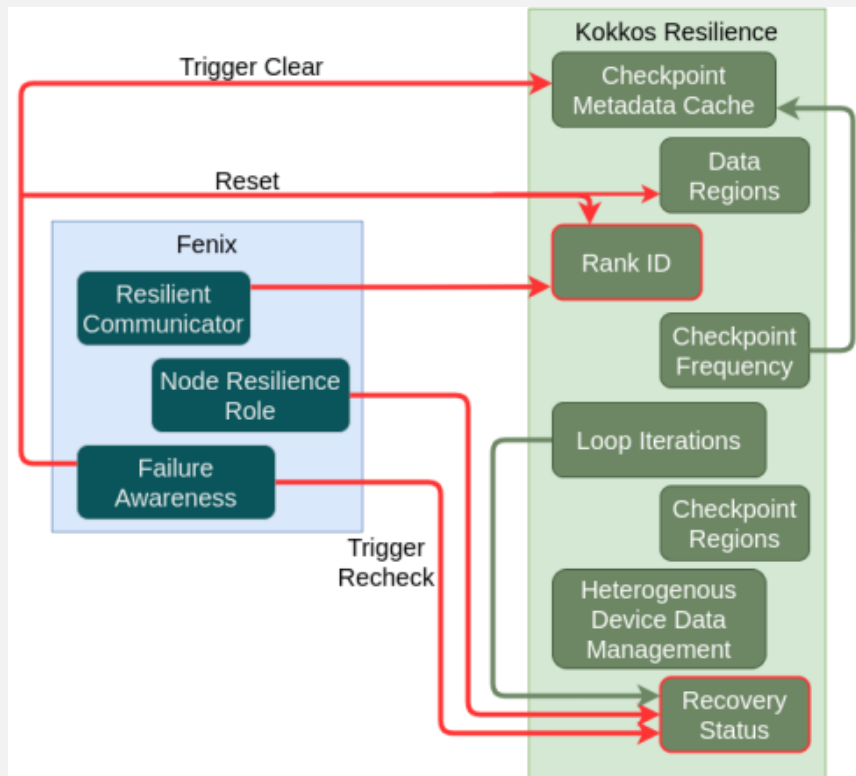 Kokkos Resilience
Trigger Clear
Checkpoint
Metadata Cache
Data
Regions
Reset
Fenix
Rank ID
Resilient
Communicator
Checkpoint
Frequency
Node Resilience
Role
Loop Iterations
Failure
Awareness
Checkpoint
Regions
Trigger
Recheck
Heterogenous
Device Data
Management
Recovery
Status